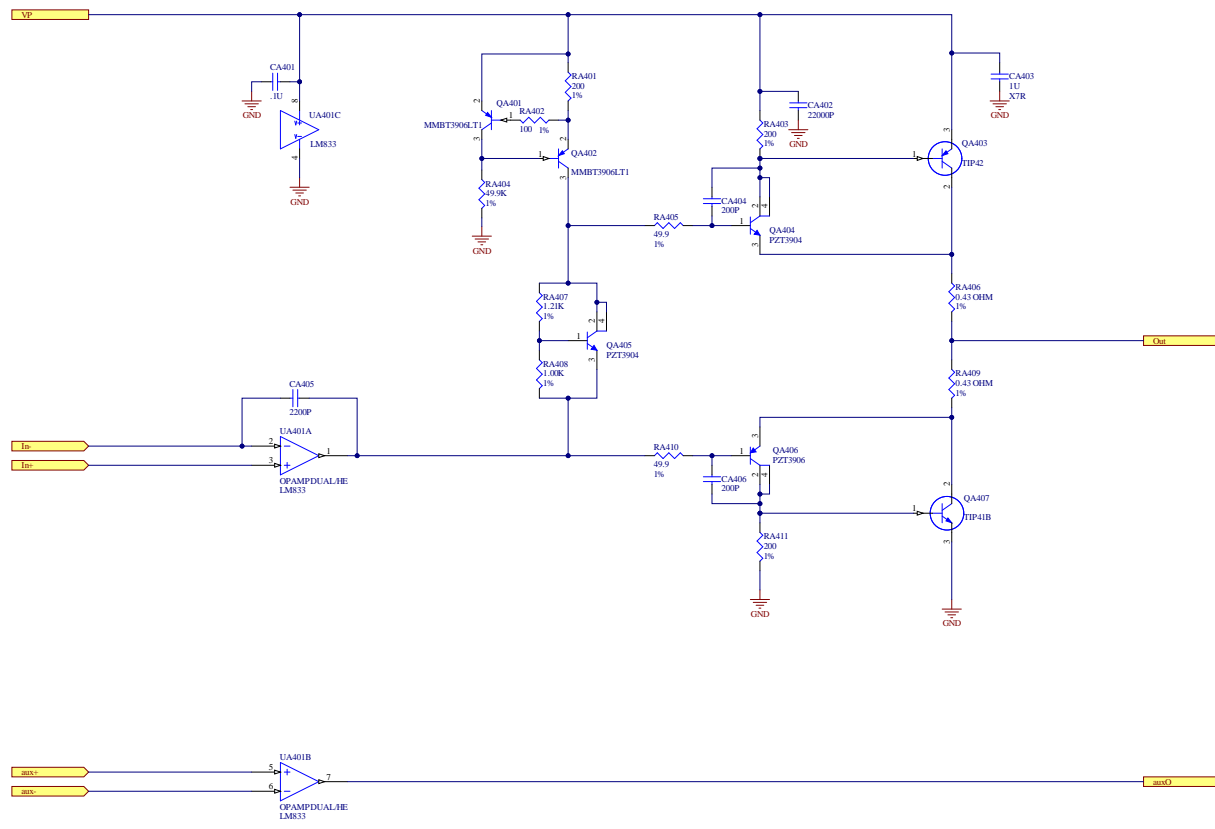 VP
CA401
.1U
GND
8
UA401C
V+
V-
LM833
4
GND
RA401
200
1%
2
QA401
RA402
1
100 1%
MMBT3906LT1
3
2
QA402
1
MMBT3906LT1
3
RA404
49.9K
1%
GND
CA402
22000P
GND
RA403
200
1%
CA403
1U
X7R
GND
3
QA403
1
TIP42
2
CA404
200P
2
4
RA405
49.9
1%
1
QA404
PZT3904
3
RA406
0.43 OHM
1%
RA407
1.21K
1%
2
4
1
QA405
PZT3904
3
RA408
1.00K
1%
Out
RA409
0.43 OHM
1%
CA405
2200P
In-
2
UA401A
1
In+
3
OPAMPDUAL/HE
LM833
RA410
49.9
1%
3
1
QA406
PZT3906
2
4
CA406
200P
2
QA407
1
TIP41B
3
RA411
200
1%
GND
GND
UA401B
aux+
5
7
aux-
6
auxO
OPAMPDUAL/HE
LM833